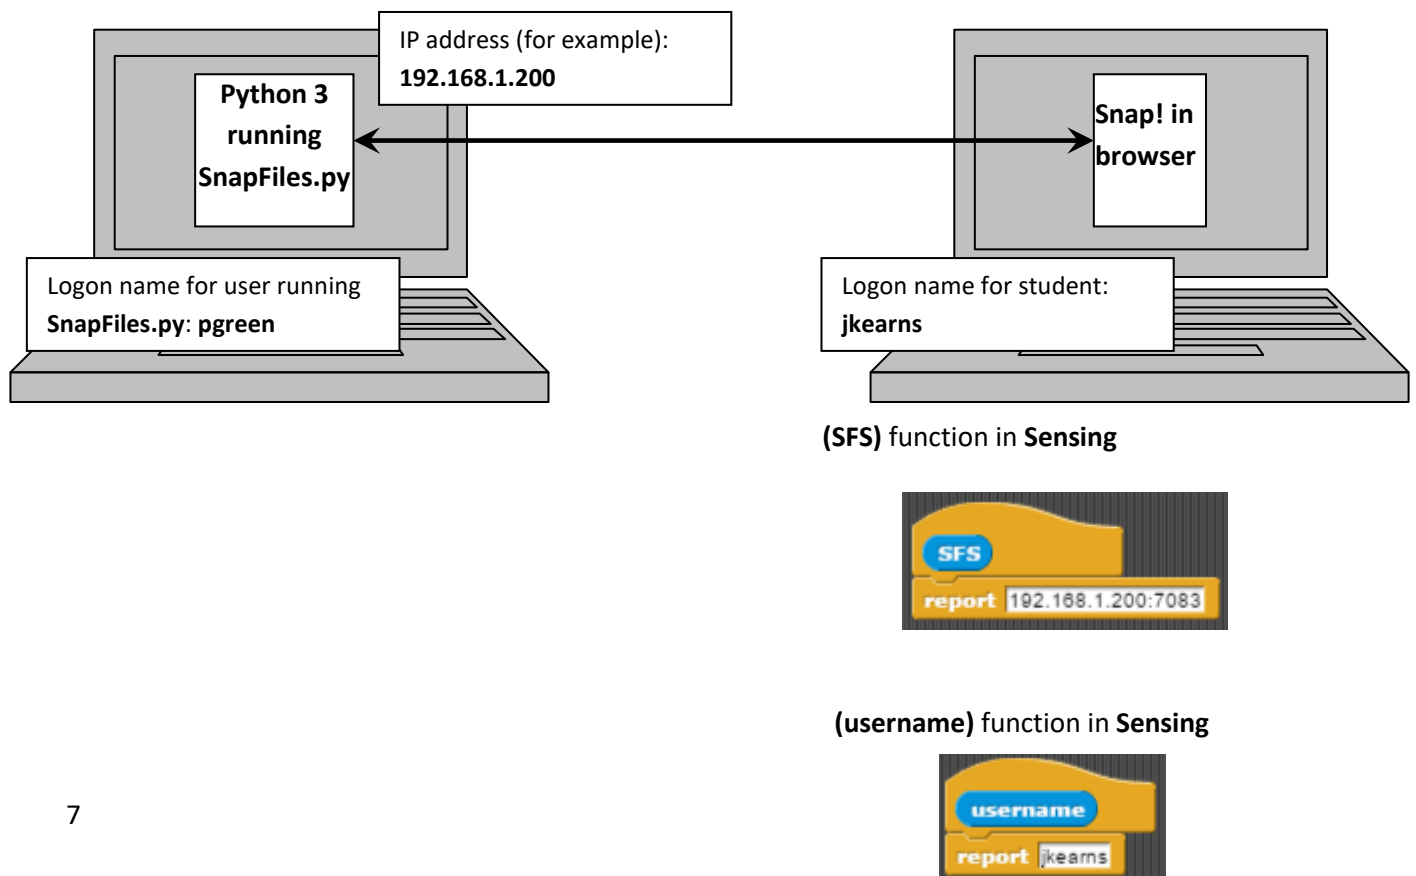 IP address (for example):
192.168.1.200
Python 3
running
SnapFiles.py
Snap! in
browser
Logon name for user running
SnapFiles.py: pgreen
Logon name for student:
jkearns
(SFS) function in Sensing
SFS
report 192.168.1.200:7083
(username) function in Sensing
username
report jkearns
7